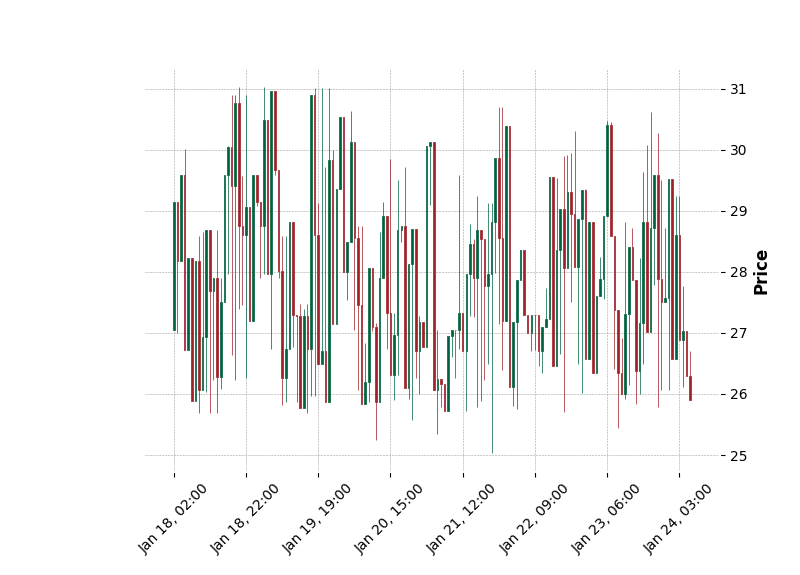 31
30
29
28
27
26
25
Price
Jan 18, 02:00
Jan 18, 22:00
Jan 19, 19:00
Jan 20, 15:00
Jan 21, 12:00
Jan 22, 09:00
Jan 23, 06:00
Jan 24, 03:00